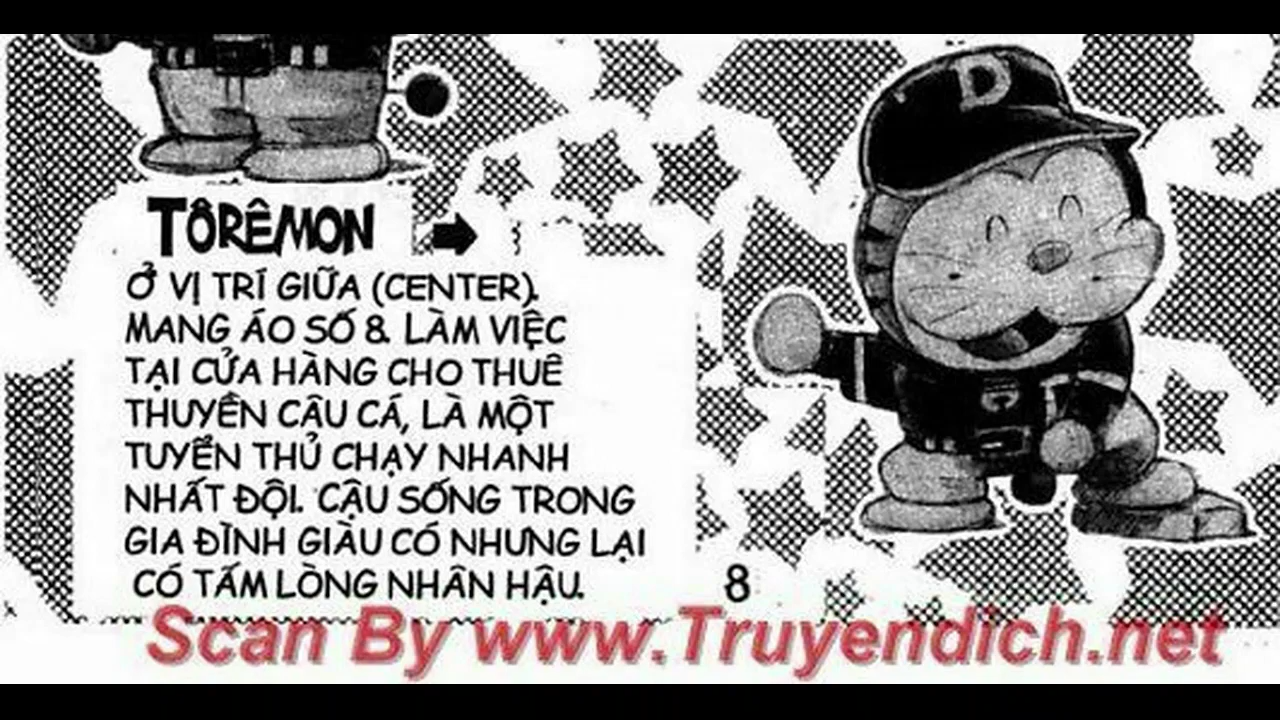 D
TÔRÊMON
Ở VỊ TRÍ GIỮA (CENTER).
MANG ÁO SỐ 8. LÀM VIỆC
TẠI CỬA HÀNG CHO THUÊ
THUYỀN CÂU CÁ, LÀ MỘT
TUYỂN THỦ CHẠY NHANH
NHẤT ĐỘI. CẬU SỐNG TRONG
GIA ĐÌNH GIÀU CÓ NHƯNG LẠI
CÓ TẤM LÒNG NHÂN HẬU.
8
Scan By www.Truyendich.net